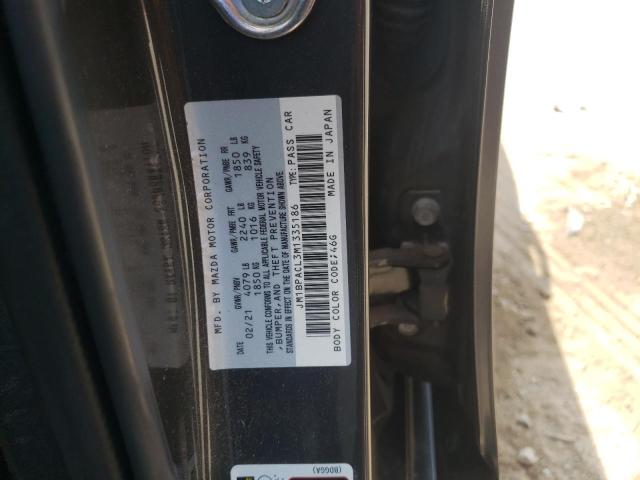 MFD. BY MAZDA MOTOR CORPORATION
DATE GVWR/PNBV GAWR/PNBE FRT GAWR/PNBE RR
02/21 4079 LB 2240 LB 1850 LB
1850 KG 1016 KG 839 KG
THIS VEHICLE CONFORMS TO ALL APPLICABLE FEDERAL MOTOR VEHICLE SAFETY
,BUMPER,AND THEFT PREVENTION
STANDARDS IN EFFECT ON THE DATE OF MANUFACTURE SHOWN ABOVE.
JM1BPACL3M1335186 TYPE:PASS CAR
BODY COLOR CODE:46G MADE IN JAPAN
(BDGGA)